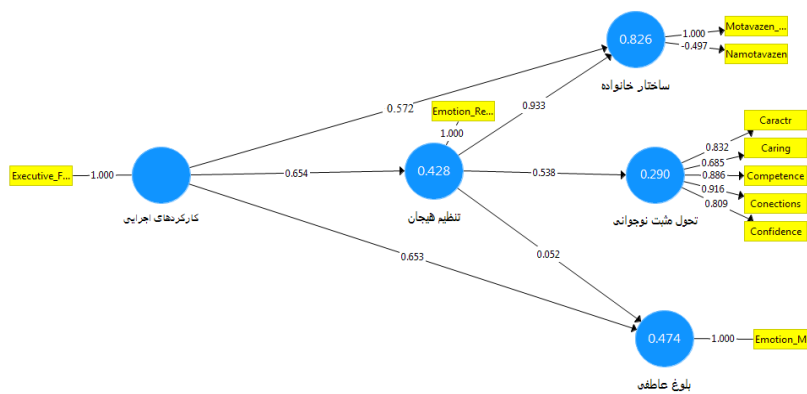 Motavazen_...
0.826
1.000
-0.497
Namotavazen
ساختار خانواده
0.572
Emotion_Re...
0.933
1.000
Caractr
0.832
Caring
0.685
Executive_F...
1.000
0.654
0.428
0.538
0.290
0.886
Competence
0.916
Conections
0.809
Confidence
کارکردهای اجرایی
تنظیم هیجان
تحول مثبت نوجوانی
0.653
0.052
0.474
1.000
Emotion_M
بلوغ عاطفی